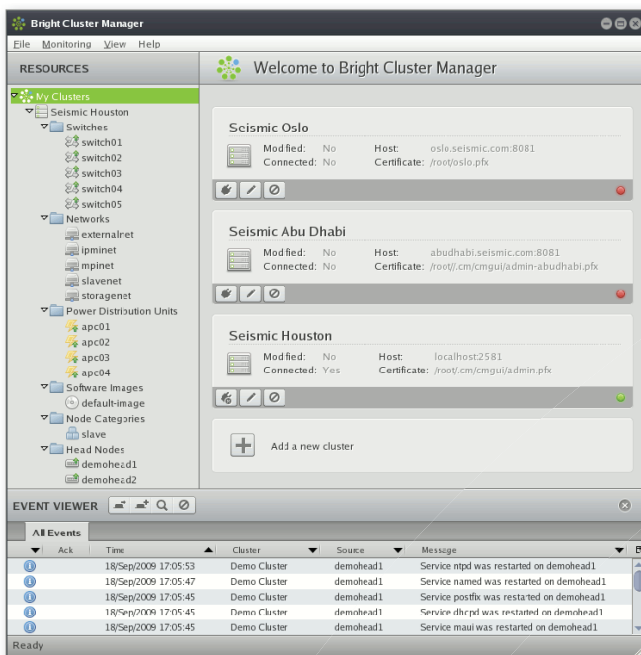 Bright Cluster Manager
File Monitoring View Help
RESOURCES
Welcome to Bright Cluster Manager
My Clusters
Seismic Houston
Switches
switch01
switch02
switch03
switch04
switch05
Networks
externalnet
ipminet
mpinet
slavenet
storagenet
Power Distribution Units
apc01
apc02
apc03
apc04
Software Images
default-image
Node Categories
slave
Head Nodes
demohead1
demohead2
Seismic Oslo
Modified: No Host: oslo.seismic.com:8081
Connected: No Certificate: /root/oslo.pfx
Seismic Abu Dhabi
Modified: No Host: abudhabi.seismic.com:8081
Connected: No Certificate: /root//.cm/cmgui/admin-abudhabi.pfx
Seismic Houston
Modified: No Host: localhost:2581
Connected: Yes Certificate: /root/.cm/cmgui/admin.pfx
Add a new cluster
EVENT VIEWER
All Events
Ack Time Cluster Source Message
18/Sep/2009 17:05:53 Demo Cluster demohead1 Service ntpd was restarted on demohead1
18/Sep/2009 17:05:47 Demo Cluster demohead1 Service named was restarted on demohead1
18/Sep/2009 17:05:45 Demo Cluster demohead1 Service postfix was restarted on demohead1
18/Sep/2009 17:05:45 Demo Cluster demohead1 Service dhcpd was restarted on demohead1
18/Sep/2009 17:05:45 Demo Cluster demohead1 Service maui was restarted on demohead1
Ready